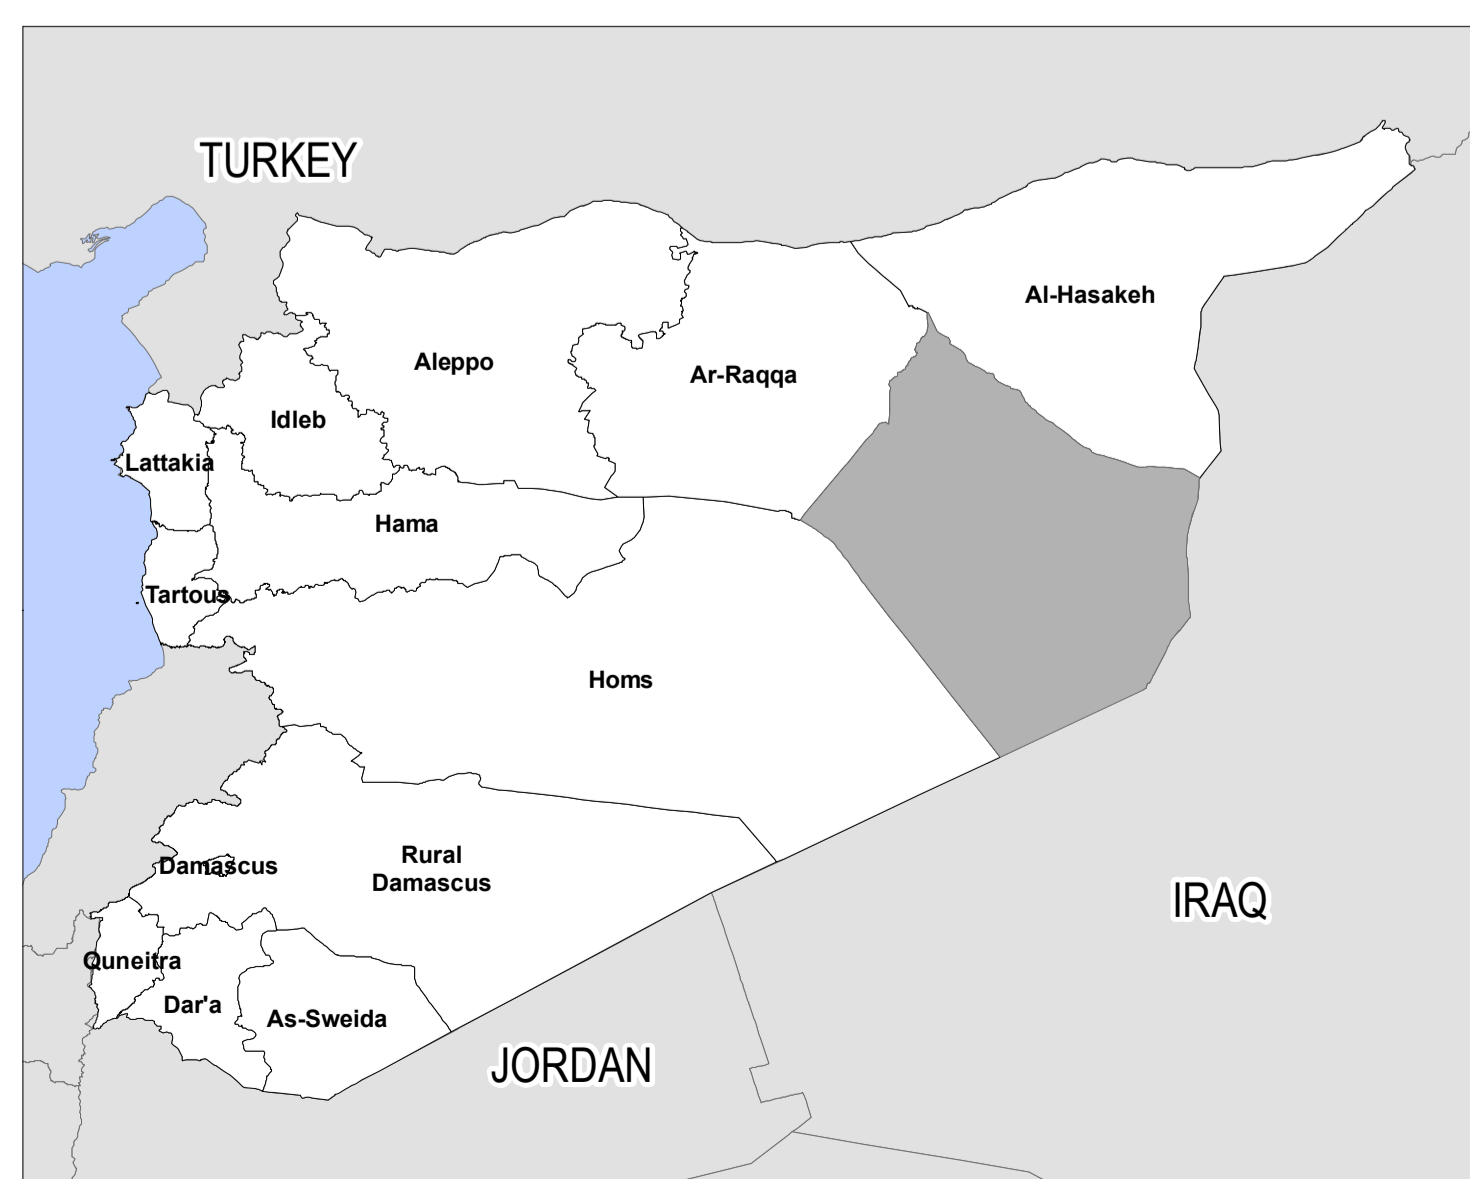 TURKEY
Al-Hasakeh
Aleppo
Ar-Raqqa
Idleb
Lattakia
Hama
Tartous
Homs
Rural
Damascus
Damascus
IRAQ
Quneitra
Dar'a
As-Sweida
JORDAN